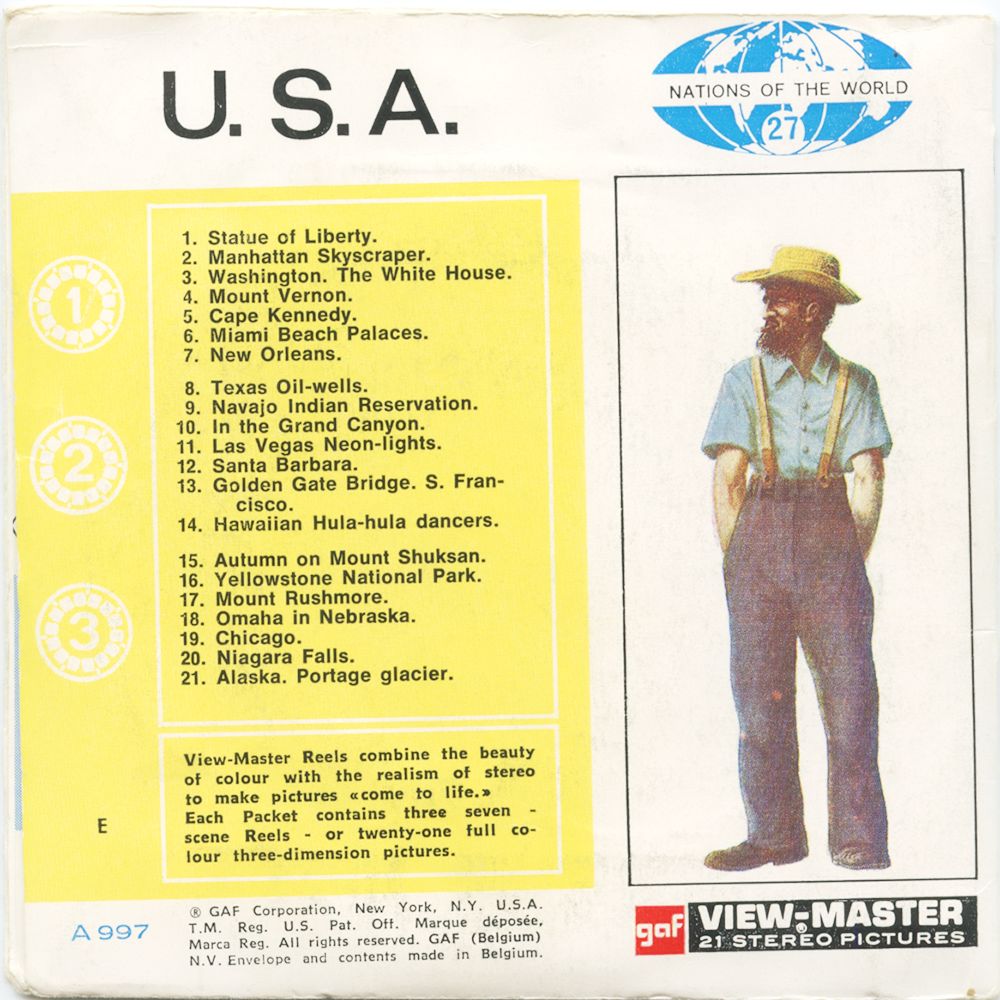 U.S.A.
NATIONS OF THE WORLD
27
1
2
3
1. Statue of Liberty.
2. Manhattan Skyscraper.
3. Washington. The White House.
4. Mount Vernon.
5. Cape Kennedy.
6. Miami Beach Palaces.
7. New Orleans.
8. Texas Oil-wells.
9. Navajo Indian Reservation.
10. In the Grand Canyon.
11. Las Vegas Neon-lights.
12. Santa Barbara.
13. Golden Gate Bridge. S. Fran-
cisco.
14. Hawaiian Hula-hula dancers.
15. Autumn on Mount Shuksan.
16. Yellowstone National Park.
17. Mount Rushmore.
18. Omaha in Nebraska.
19. Chicago.
20. Niagara Falls.
21. Alaska. Portage glacier.
View-Master Reels combine the beauty
of colour with the realism of stereo
to make pictures «come to life.»
Each Packet contains three seven -
scene Reels - or twenty-one full co-
lour three-dimension pictures.
E
A 997
® GAF Corporation, New York, N.Y. U.S.A.
T.M. Reg. U.S. Pat. Off. Marque déposée,
Marca Reg. All rights reserved. GAF (Belgium)
N.V. Envelope and contents made in Belgium.
gaf
VIEW-MASTER®
21 STEREO PICTURES